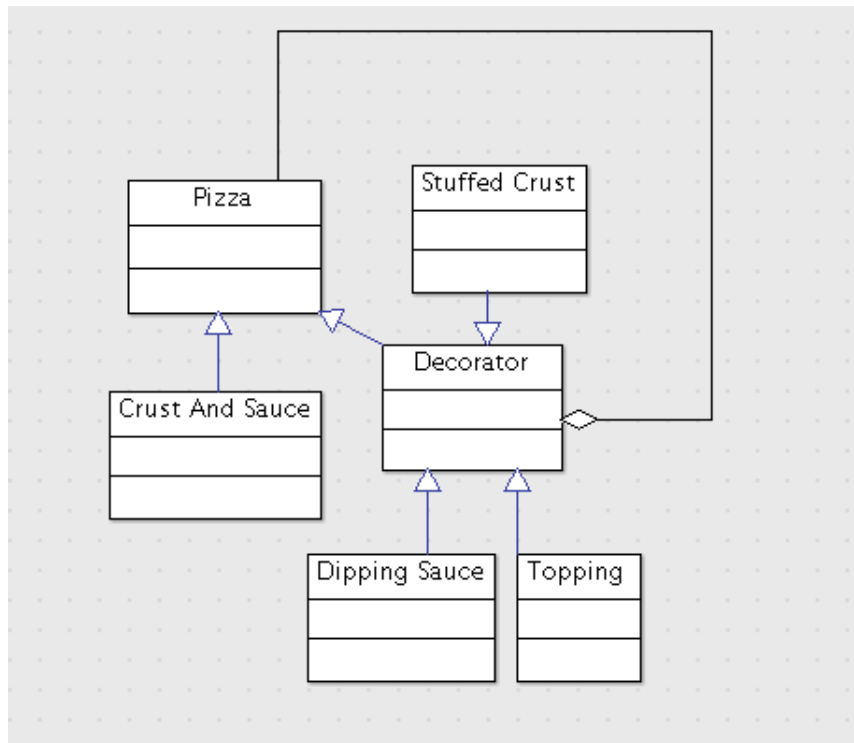 Pizza
Stuffed Crust
Decorator
Crust And Sauce
Dipping Sauce
Topping